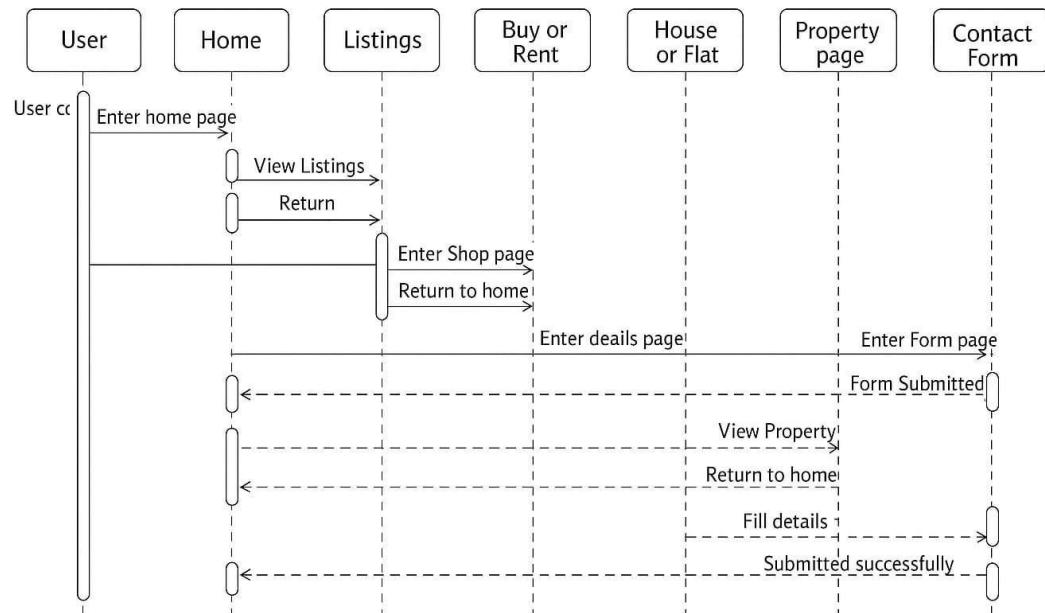 User
Home
Listings
Buy or
Rent
House
or Flat
Property
page
Contact
Form
User cc
Enter home page
View Listings
Return
Enter Shop page
Return to home
Enter deails page
Enter Form page
Form Submitted
View Property
Return to home
Fill details
Submitted successfully